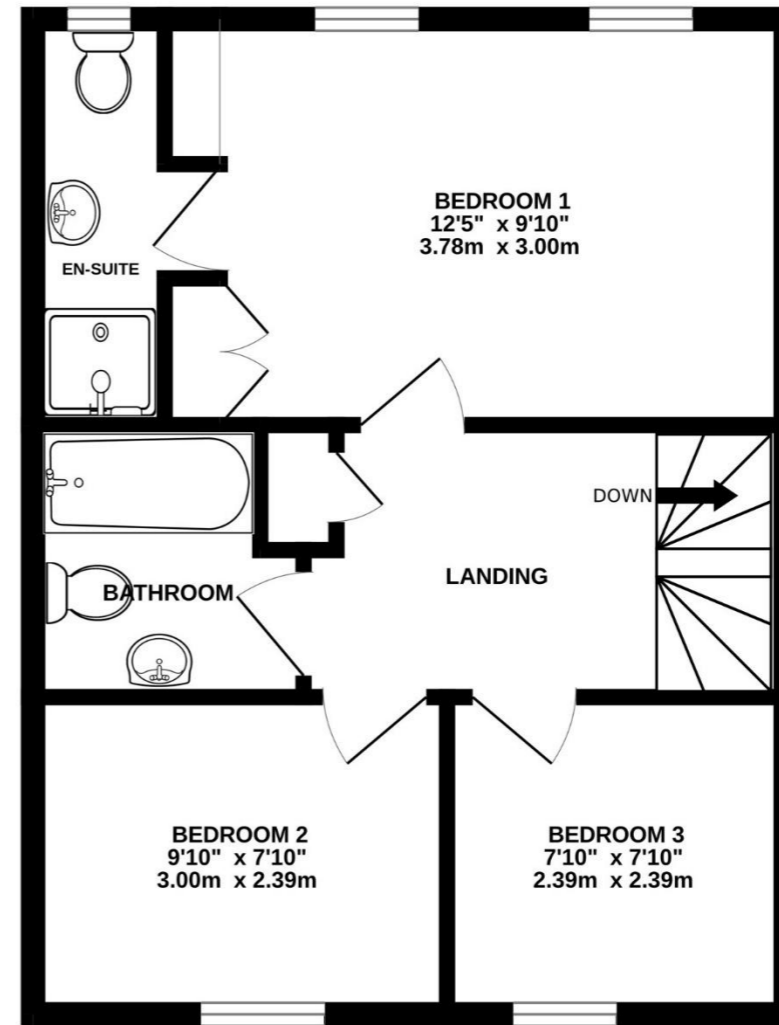 BEDROOM 1
12'5" x 9'10"
3.78m x 3.00m
EN-SUITE
DOWN
LANDING
BATHROOM
BEDROOM 2
9'10" x 7'10"
3.00m x 2.39m
BEDROOM 3
7'10" x 7'10"
2.39m x 2.39m